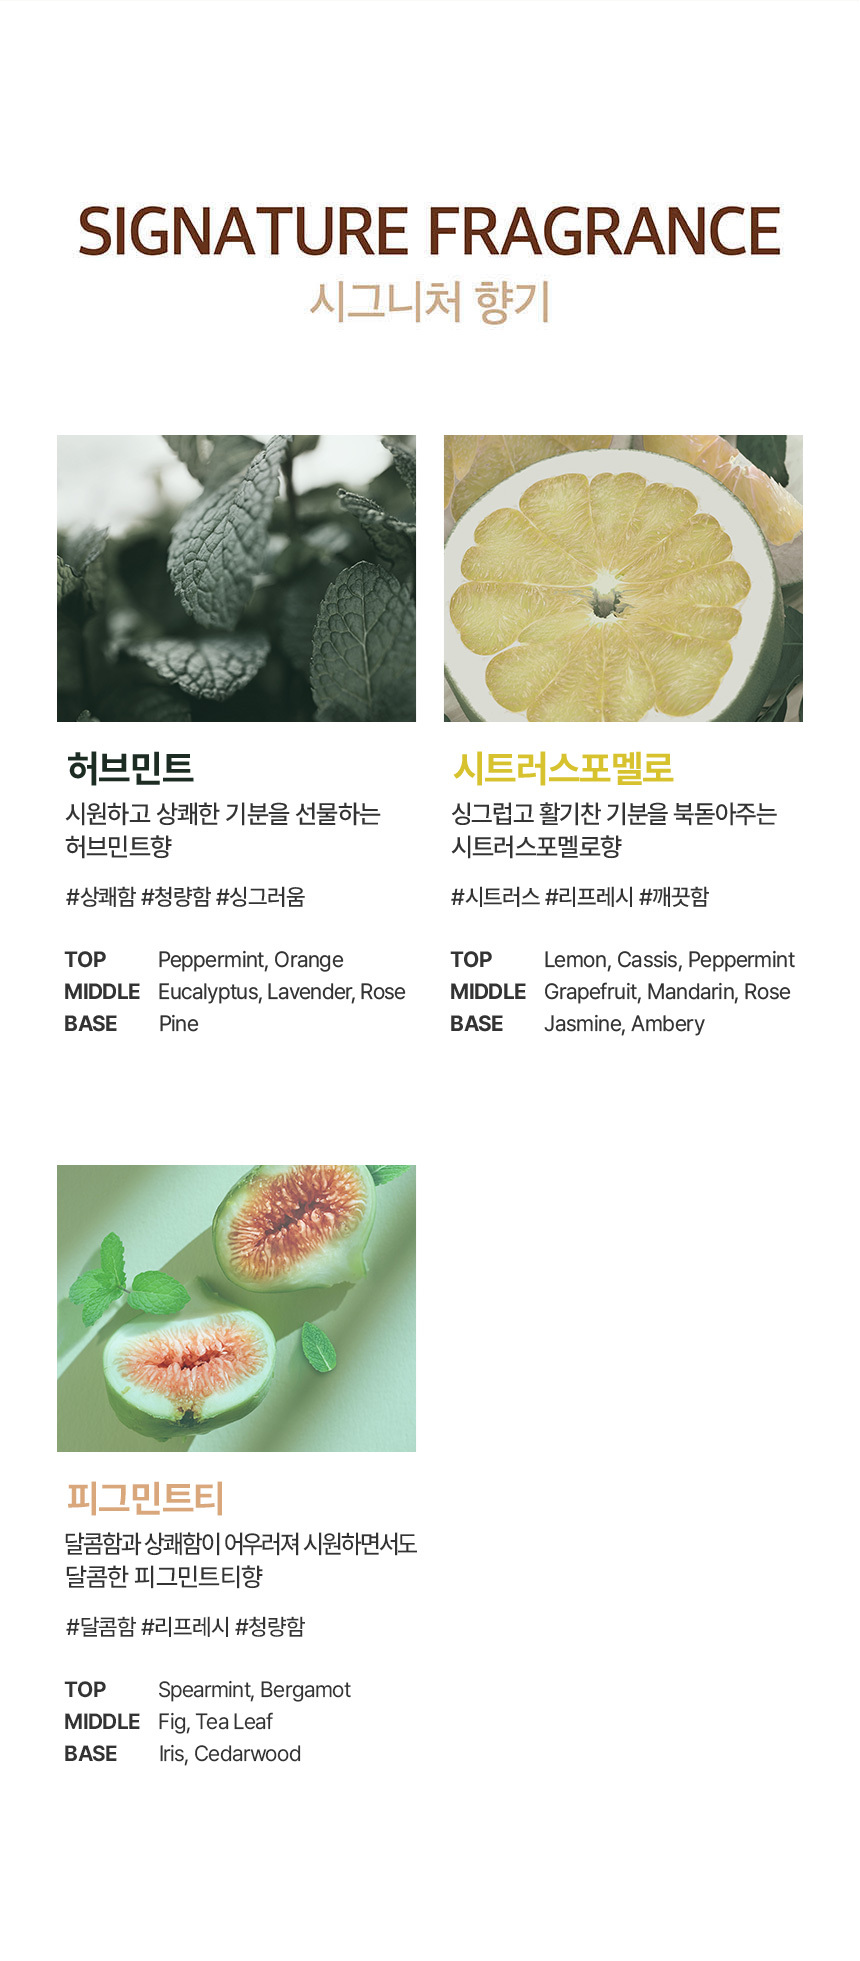 SIGNATURE FRAGRANCE
시그니처 향기
허브민트
시원하고 상쾌한 기분을 선물하는
허브민트향
#상쾌함 #청량함 #싱그러움
TOP Peppermint, Orange
MIDDLE Eucalyptus, Lavender, Rose
BASE Pine
시트러스포멜로
싱그럽고 활기찬 기분을 북돋아주는
시트러스포멜로향
#시트러스 #리프레시 #깨끗함
TOP Lemon, Cassis, Peppermint
MIDDLE Grapefruit, Mandarin, Rose
BASE Jasmine, Ambery
피그민트티
달콤함과 상쾌함이 어우러져 시원하면서도
달콤한 피그민트티향
#달콤함 #리프레시 #청량함
TOP Spearmint, Bergamot
MIDDLE Fig, Tea Leaf
BASE Iris, Cedarwood